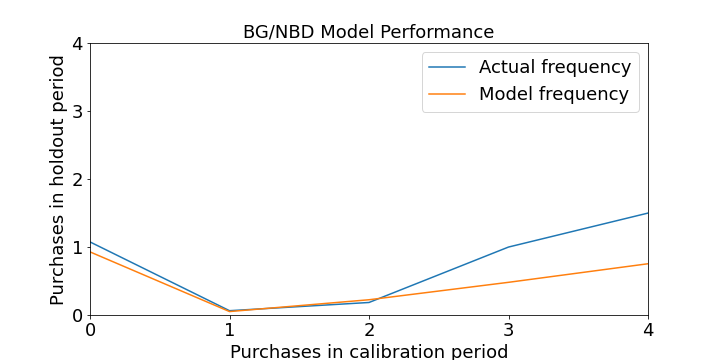 BG/NBD Model Performance
Purchases in holdout period
4
3
2
1
0
Actual frequency
Model frequency
0 1 2 3 4
Purchases in calibration period